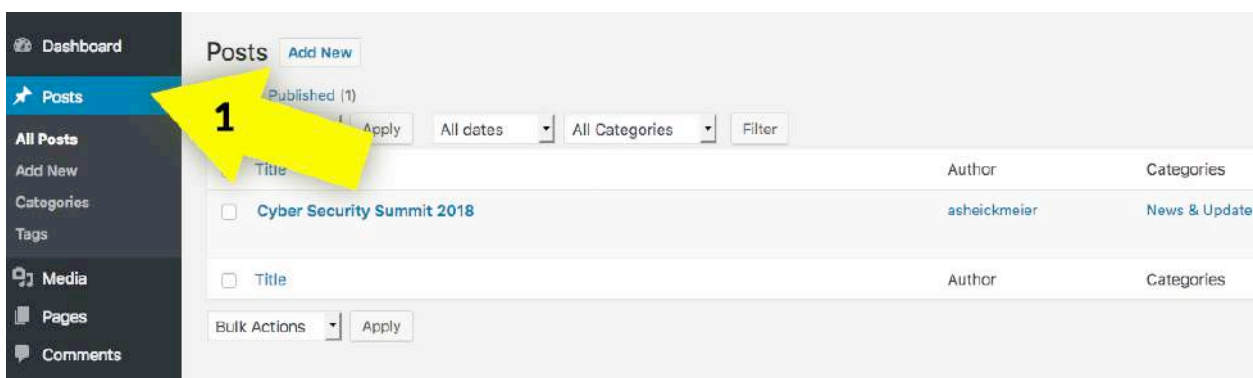 Dashboard
Posts
All Posts
Add New
Categories
Tags
Media
Pages
Comments
Posts Add New
Published (1)
1
Apply All dates All Categories Filter
Title Author Categories
Cyber Security Summit 2018 asheickmeier News & Update
Title Author Categories
Bulk Actions Apply